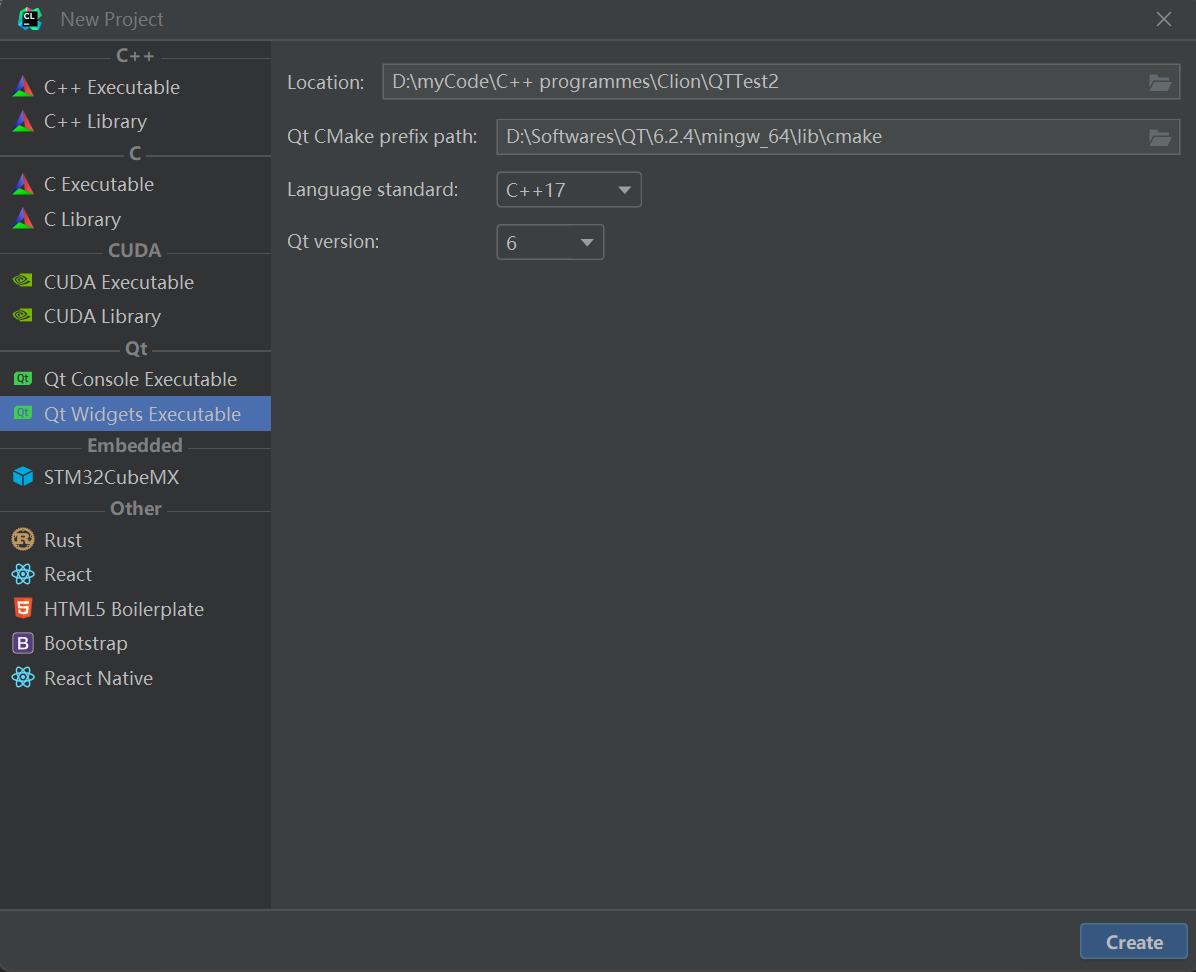 New Project
C++
C++ Executable
C++ Library
C
C Executable
C Library
CUDA
CUDA Executable
CUDA Library
Qt
Qt Console Executable
Qt Widgets Executable
Embedded
STM32CubeMX
Other
Rust
React
HTML5 Boilerplate
Bootstrap
React Native
Location: D:\myCode\C++ programmes\Clion\QTTest2
Qt CMake prefix path: D:\Softwares\QT\6.2.4\mingw_64\lib\cmake
Language standard: C++17
Qt version: 6
Create